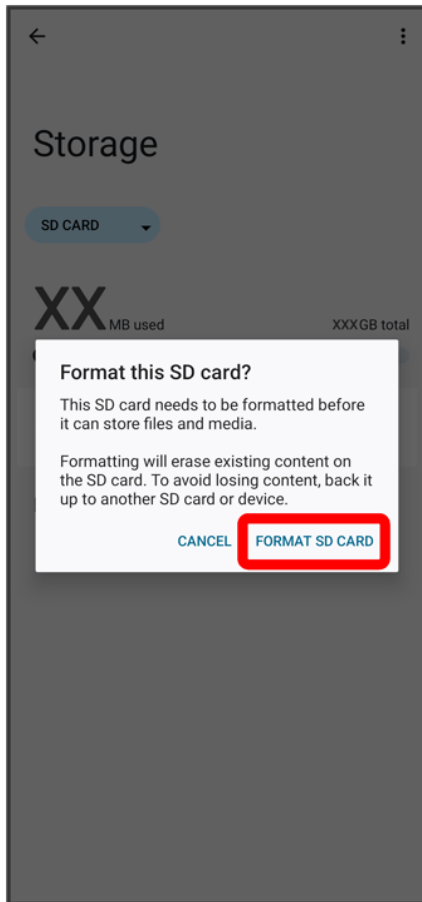 Storage
SD CARD
XX MB used XXXGB total
Format this SD card?
This SD card needs to be formatted before
it can store files and media.
Formatting will erase existing content on
the SD card. To avoid losing content, back it
up to another SD card or device.
CANCEL FORMAT SD CARD